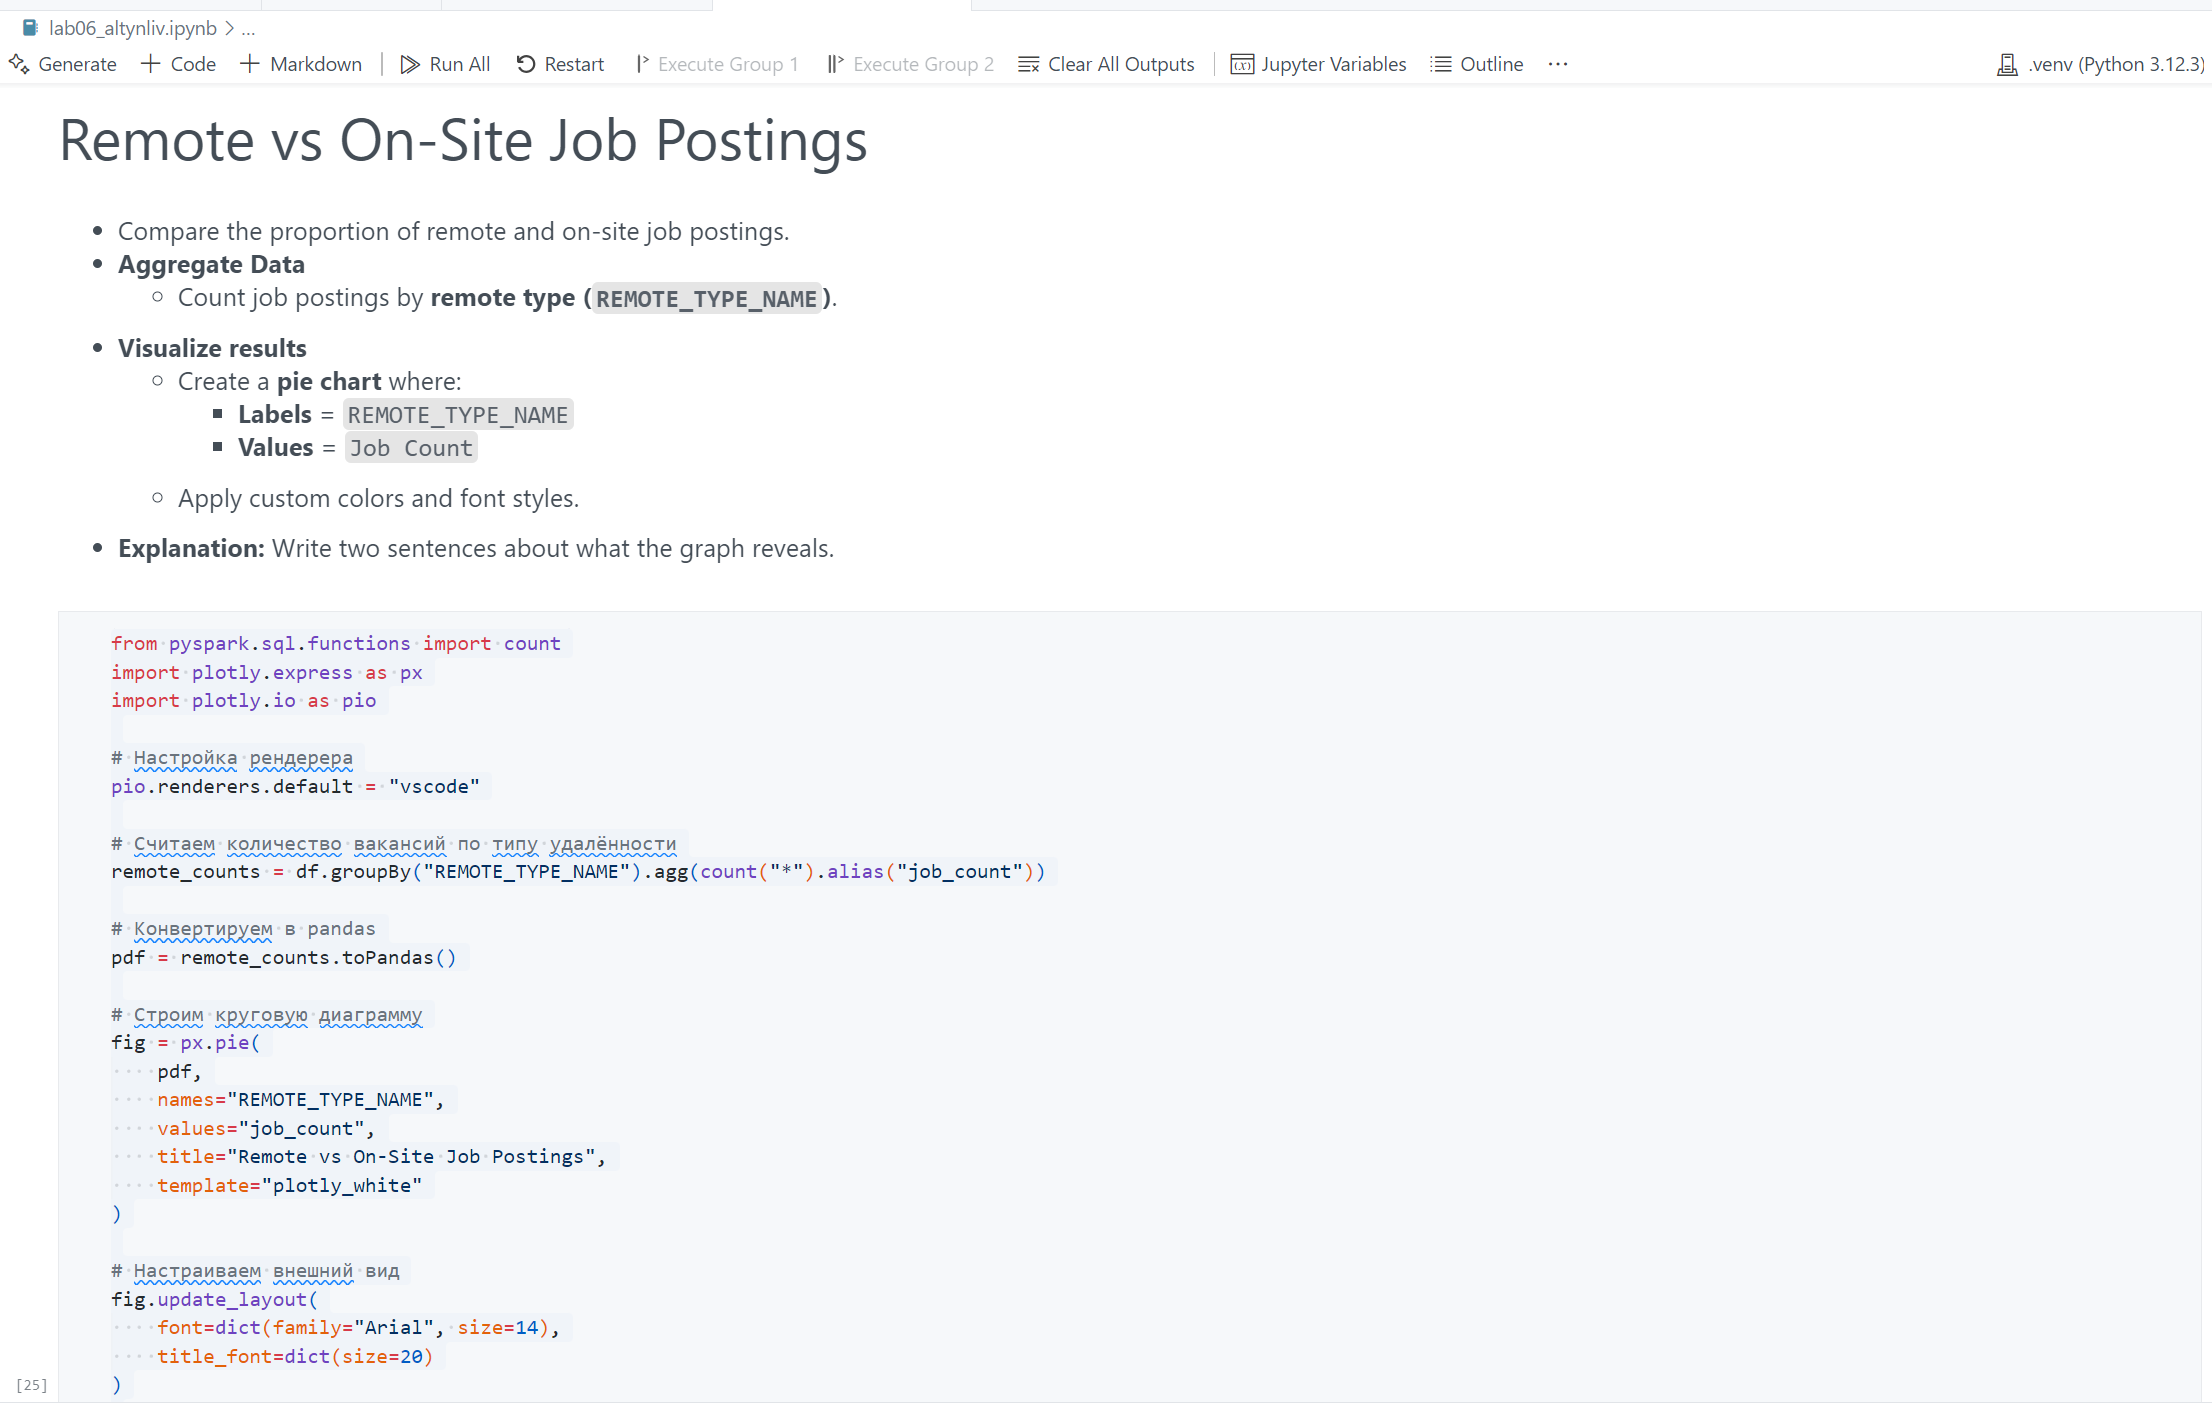 lab06_altynliv.ipynb > ...
Generate + Code + Markdown | Run All Restart Execute Group 1 Execute Group 2 Clear All Outputs | Jupyter Variables Outline ... .venv (Python 3.12.3)
Remote vs On-Site Job Postings
• Compare the proportion of remote and on-site job postings.
• Aggregate Data
◦ Count job postings by remote type (REMOTE_TYPE_NAME).
• Visualize results
◦ Create a pie chart where:
▪ Labels = REMOTE_TYPE_NAME
▪ Values = Job Count
◦ Apply custom colors and font styles.
• Explanation: Write two sentences about what the graph reveals.
from pyspark.sql.functions import count
import plotly.express as px
import plotly.io as pio
# Настройка рендерера
pio.renderers.default = "vscode"
# Считаем количество вакансий по типу удалённости
remote_counts = df.groupBy("REMOTE_TYPE_NAME").agg(count("*").alias("job_count"))
# Конвертируем в pandas
pdf = remote_counts.toPandas()
# Строим круговую диаграмму
fig = px.pie(
    pdf,
    names="REMOTE_TYPE_NAME",
    values="job_count",
    title="Remote vs On-Site Job Postings",
    template="plotly_white"
)
# Настраиваем внешний вид
fig.update_layout(
    font=dict(family="Arial", size=14),
    title_font=dict(size=20)
[25] )